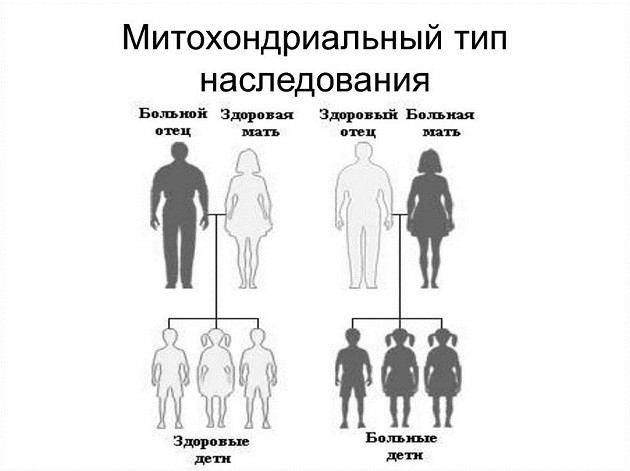 Митохондриальный тип
наследования
Больной
отец
Здоровая
мать
Здоровый
отец
Больная
мать
Здоровые
дети
Больные
дети